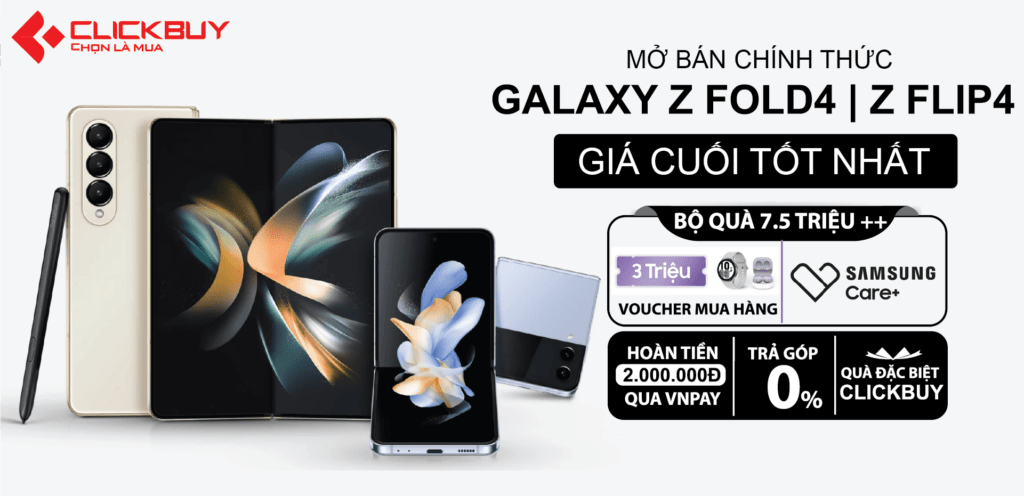 CLICKBUY
CHỌN LÀ MUA
MỞ BÁN CHÍNH THỨC
GALAXY Z FOLD4 | Z FLIP4
GIÁ CUỐI TỐT NHẤT
BỘ QUÀ 7.5 TRIỆU ++
3 Triệu
VOUCHER MUA HÀNG
SAMSUNG
Care+
HOÀN TIỀN
2.000.000Đ
QUA VNPAY
TRẢ GÓP
0%
QUÀ ĐẶC BIỆT
CLICKBUY